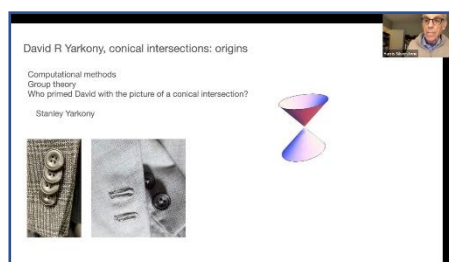 David R Yarkony, conical intersections: origins
Computational methods
Group theory
Who primed David with the picture of a conical intersection?
Stanley Yarkony